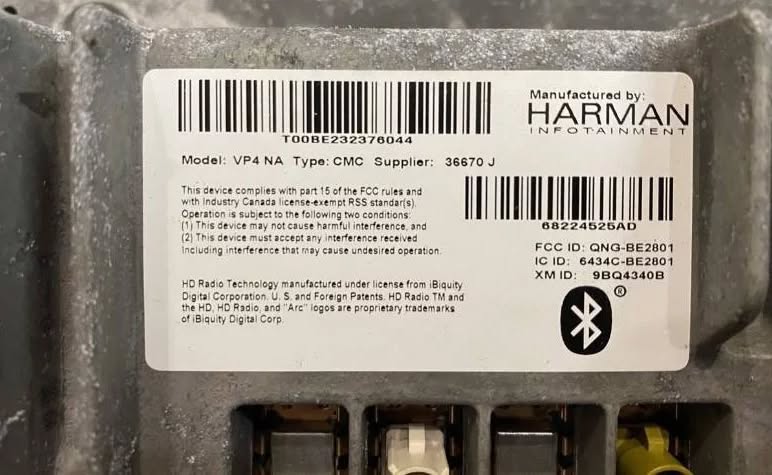 T00BE232376044
Manufactured by:
HARMAN
INFOTAINMENT
Model: VP4 NA Type: CMC Supplier: 36670 J
68224525AD
This device complies with part 15 of the FCC rules and
with Industry Canada license-exempt RSS standar(s).
Operation is subject to the following two conditions:
(1) This device may not cause harmful interference, and
(2) This device must accept any interference received
Including interference that may cause undesired operation.
FCC ID: QNG-BE2801
IC ID: 6434C-BE2801
XM ID: 9BQ4340B
HD Radio Technology manufactured under license from iBiquity
Digital Corporation. U. S. and Foreign Patents. HD Radio TM and
the HD, HD Radio, and "Arc" logos are proprietary trademarks
of iBiquity Digital Corp.
®